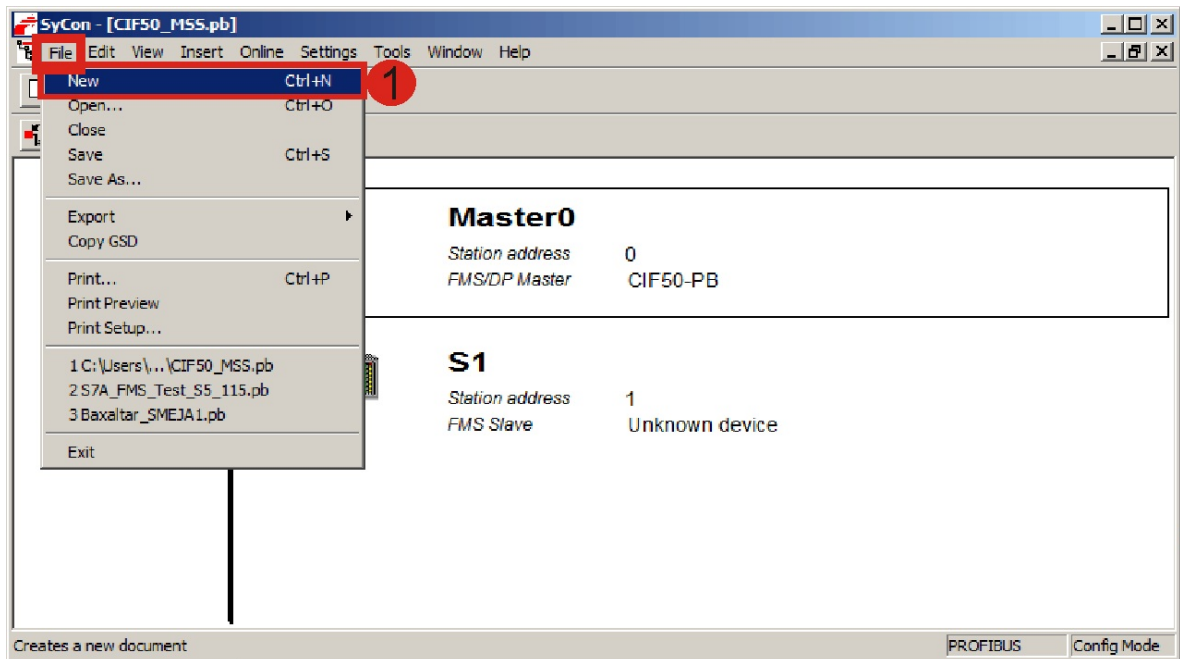 SyCon - [CIF50_MSS.pb]
File Edit View Insert Online Settings Tools Window Help
New Ctrl+N
1
Open... Ctrl+O
Close
Save Ctrl+S
Save As...
Export
Copy GSD
Print... Ctrl+P
Print Preview
Print Setup...
1 C:\Users\...\CIF50_MSS.pb
2 S7A_FMS_Test_S5_115.pb
3 Baxaltar_SMEJA1.pb
Exit
Master0
Station address 0
FMS/DP Master CIF50-PB
S1
Station address 1
FMS Slave Unknown device
Creates a new document PROFIBUS Config Mode